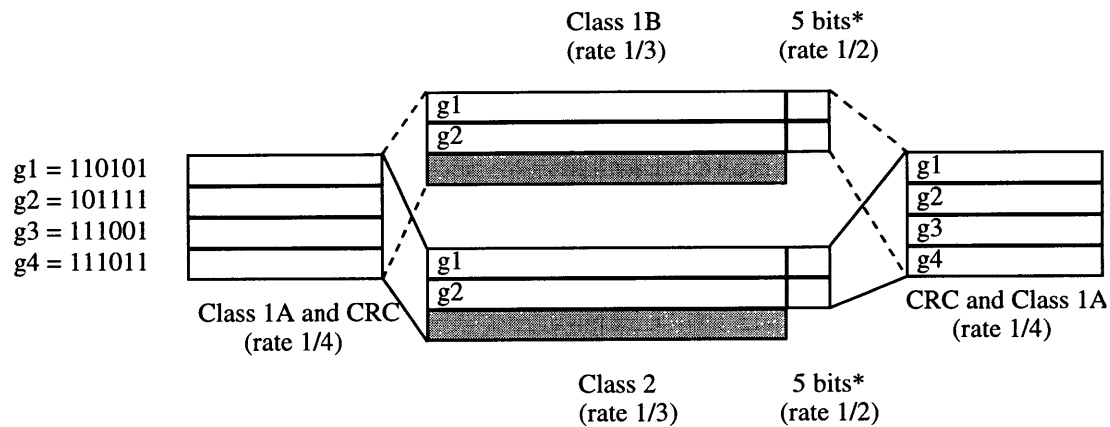 Class 1B
(rate 1/3)
5 bits*
(rate 1/2)
g1
g2
g1 = 110101
g2 = 101111
g3 = 111001
g4 = 111011
g1
g2
g3
g4
g1
g2
Class 1A and CRC
(rate 1/4)
CRC and Class 1A
(rate 1/4)
Class 2
(rate 1/3)
5 bits*
(rate 1/2)